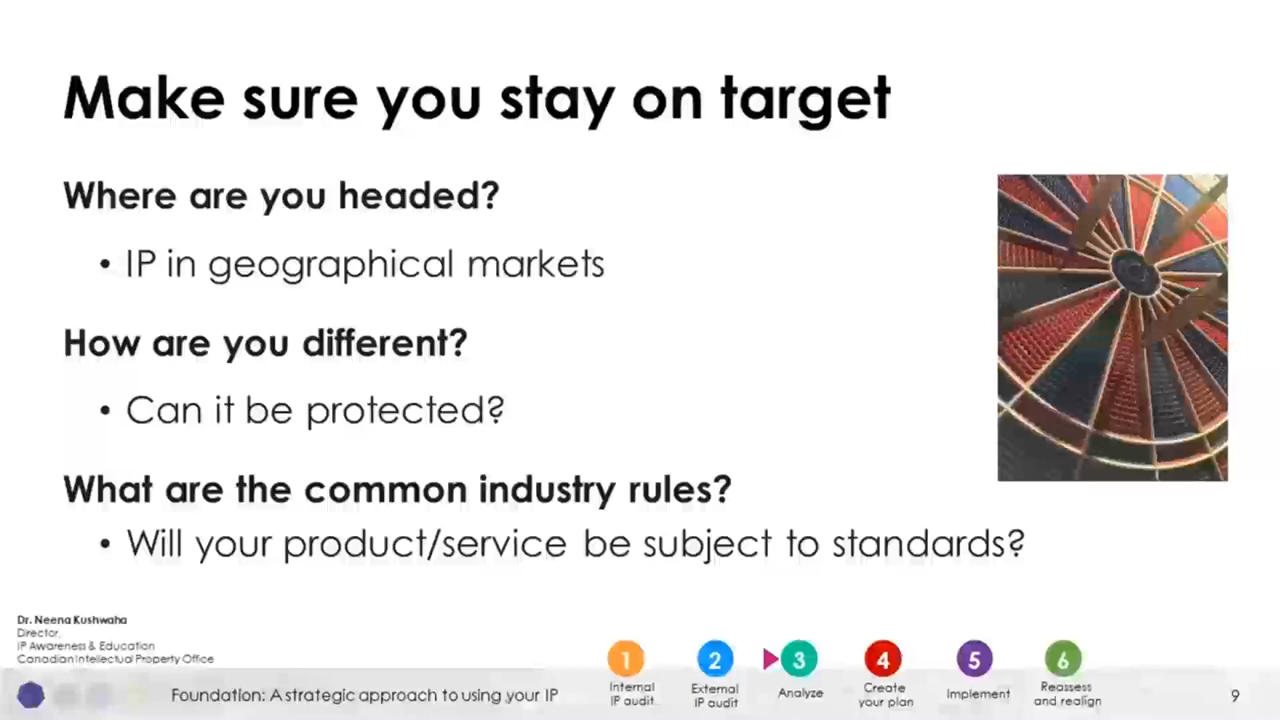 Make sure you stay on target
Where are you headed?
• IP in geographical markets
How are you different?
• Can it be protected?
What are the common industry rules?
• Will your product/service be subject to standards?
Dr. Neena Kushwaha
Director,
IP Awareness & Education
Canadian Intellectual Property Office
Foundation: A strategic approach to using your IP
1
Internal
IP audit
2
External
IP audit
3
Analyze
4
Create
your plan
5
Implement
6
Reassess
and realign
9